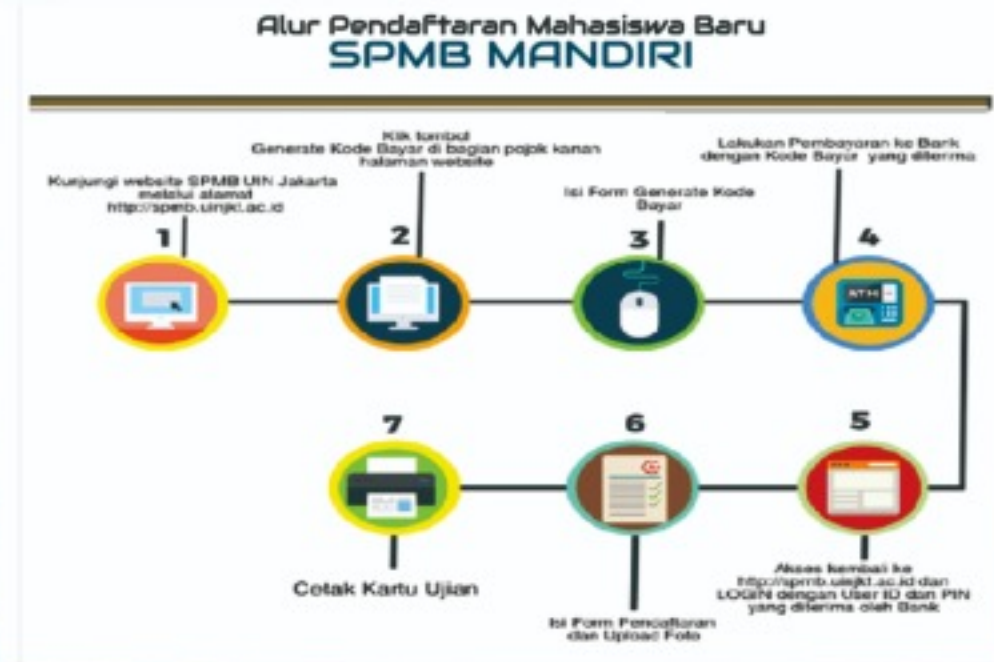 Alur Pendaftaran Mahasiswa Baru
SPMB MANDIRI
Kunjungi website SPMB UIN Jakarta
melalui alamat
http://spmb.uinjkt.ac.id
1
Klik tombol
Generate Kode Bayar di bagian pojok kanan
halaman website
2
Isi Form Generate Kode
Bayar
3
Lakukan Pembayaran ke Bank
dengan Kode Bayar yang diterima
4
ATM
5
Akses kembali ke
http://spmb.uinjkt.ac.id dan
LOGIN dengan User ID dan PIN
yang diterima oleh Bank
6
Isi Form Pendaftaran
dan Upload Foto
7
Cetak Kartu Ujian